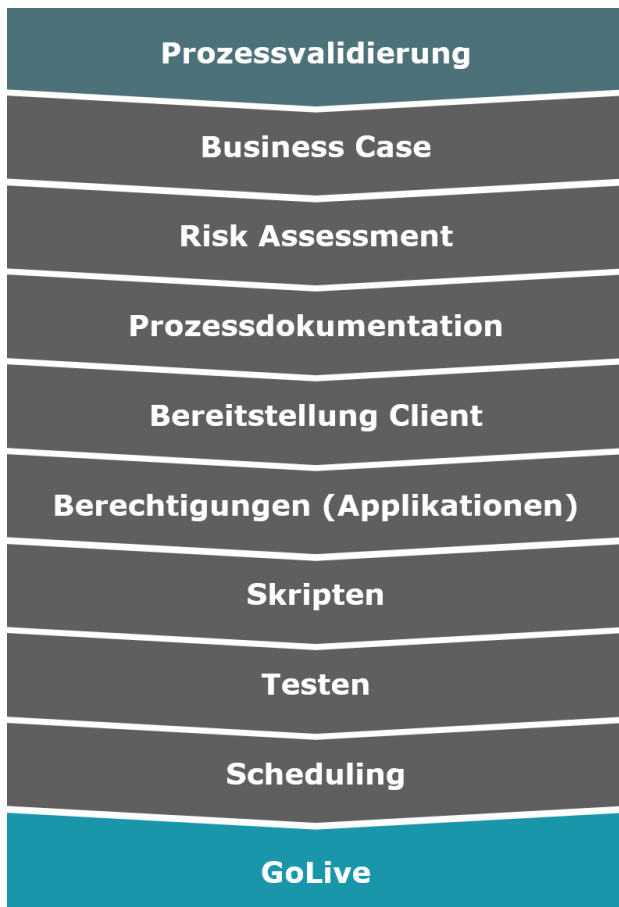 Prozessvalidierung
Business Case
Risk Assessment
Prozessdokumentation
Bereitstellung Client
Berechtigungen (Applikationen)
Skripten
Testen
Scheduling
GoLive